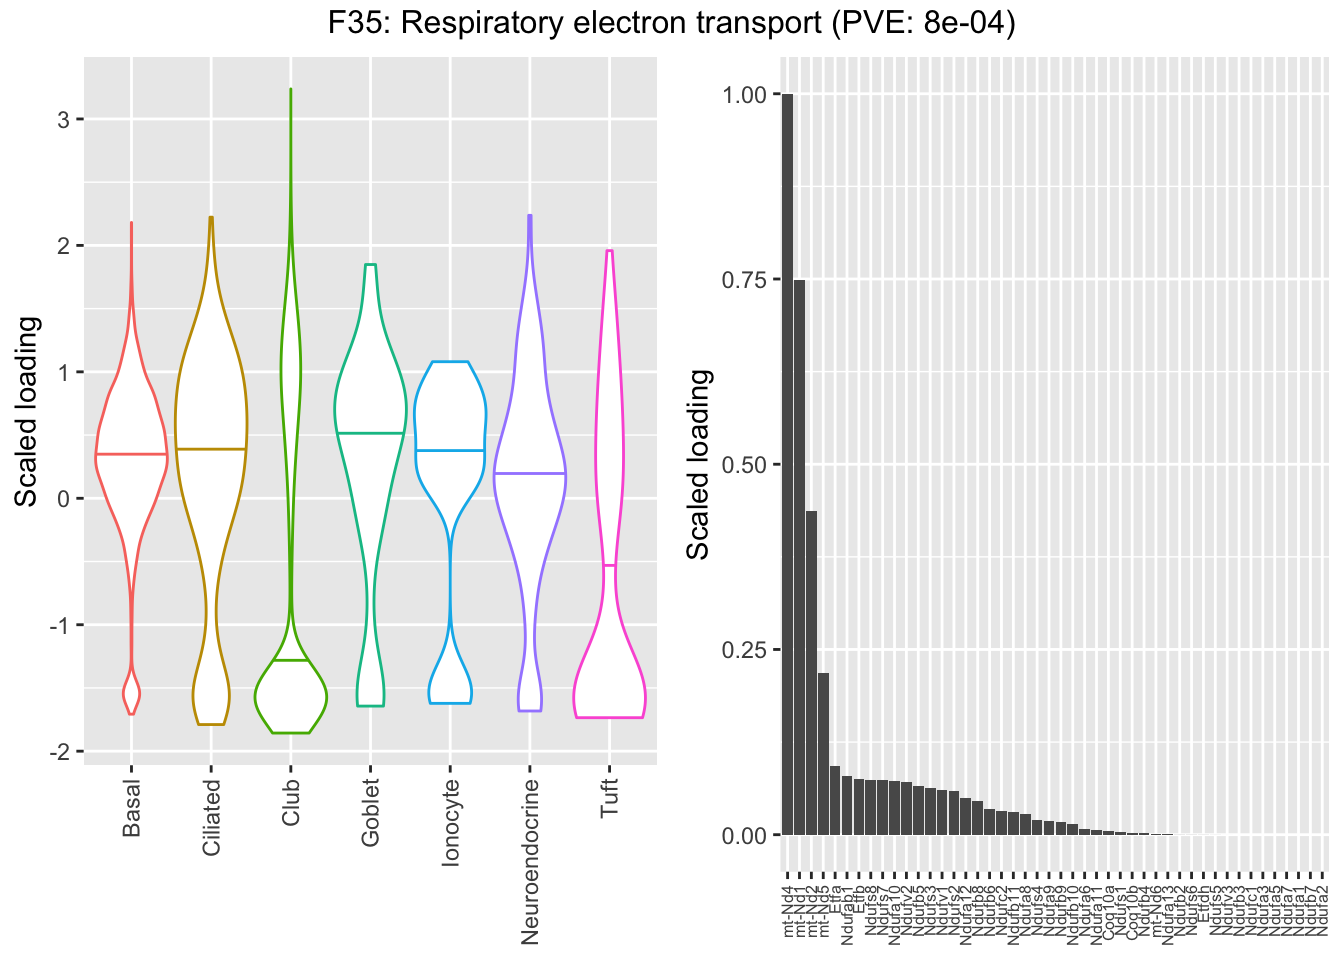 F35: Respiratory electron transport (PVE: 8e-04)
Scaled loading
3
2
1
0
-1
-2
Basal
Ciliated
Club
Goblet
Ionocyte
Neuroendocrine
Tuft
Scaled loading
1.00
0.75
0.50
0.25
0.00
mt-Nd4
mt-Nd1
mt-Nd2
mt-Nd5
Etfa
Ndufab1
Etfb
Ndufs8
Ndufs7
Ndufa10
Ndufv2
Ndufb5
Ndufs3
Ndufv1
Ndufs2
Ndufa12
Ndufb8
Ndufb6
Ndufc2
Ndufb11
Ndufa8
Ndufs4
Ndufa9
Ndufb9
Ndufb10
Ndufa6
Ndufa11
Coq10a
Ndufs1
Coq10b
Ndufb4
mt-Nd6
Ndufa13
Ndufb2
Ndufs6
Etfdh
Ndufs5
Ndufv3
Ndufb3
Ndufc1
Ndufa3
Ndufa5
Ndufa7
Ndufa1
Ndufb7
Ndufa2